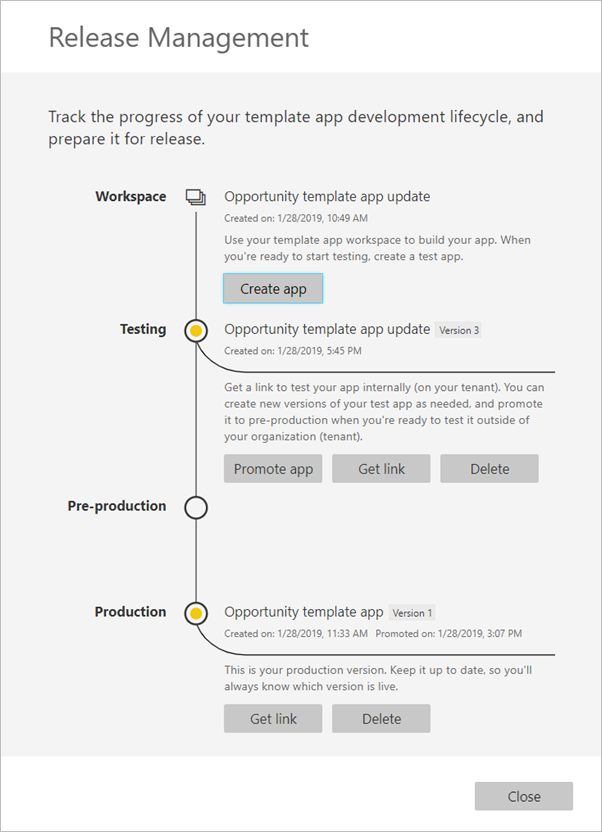 Release Management
Track the progress of your template app development lifecycle, and
prepare it for release.
Workspace
Opportunity template app update
Created on: 1/28/2019, 10:49 AM
Use your template app workspace to build your app. When
you're ready to start testing, create a test app.
Create app
Testing
Opportunity template app update Version 3
Created on: 1/28/2019, 5:45 PM
Get a link to test your app internally (on your tenant). You can
create new versions of your test app as needed, and promote
it to pre-production when you're ready to test it outside of
your organization (tenant).
Promote app Get link Delete
Pre-production
Production
Opportunity template app Version 1
Created on: 1/28/2019, 11:33 AM Promoted on: 1/28/2019, 3:07 PM
This is your production version. Keep it up to date, so you'll
always know which version is live.
Get link Delete
Close